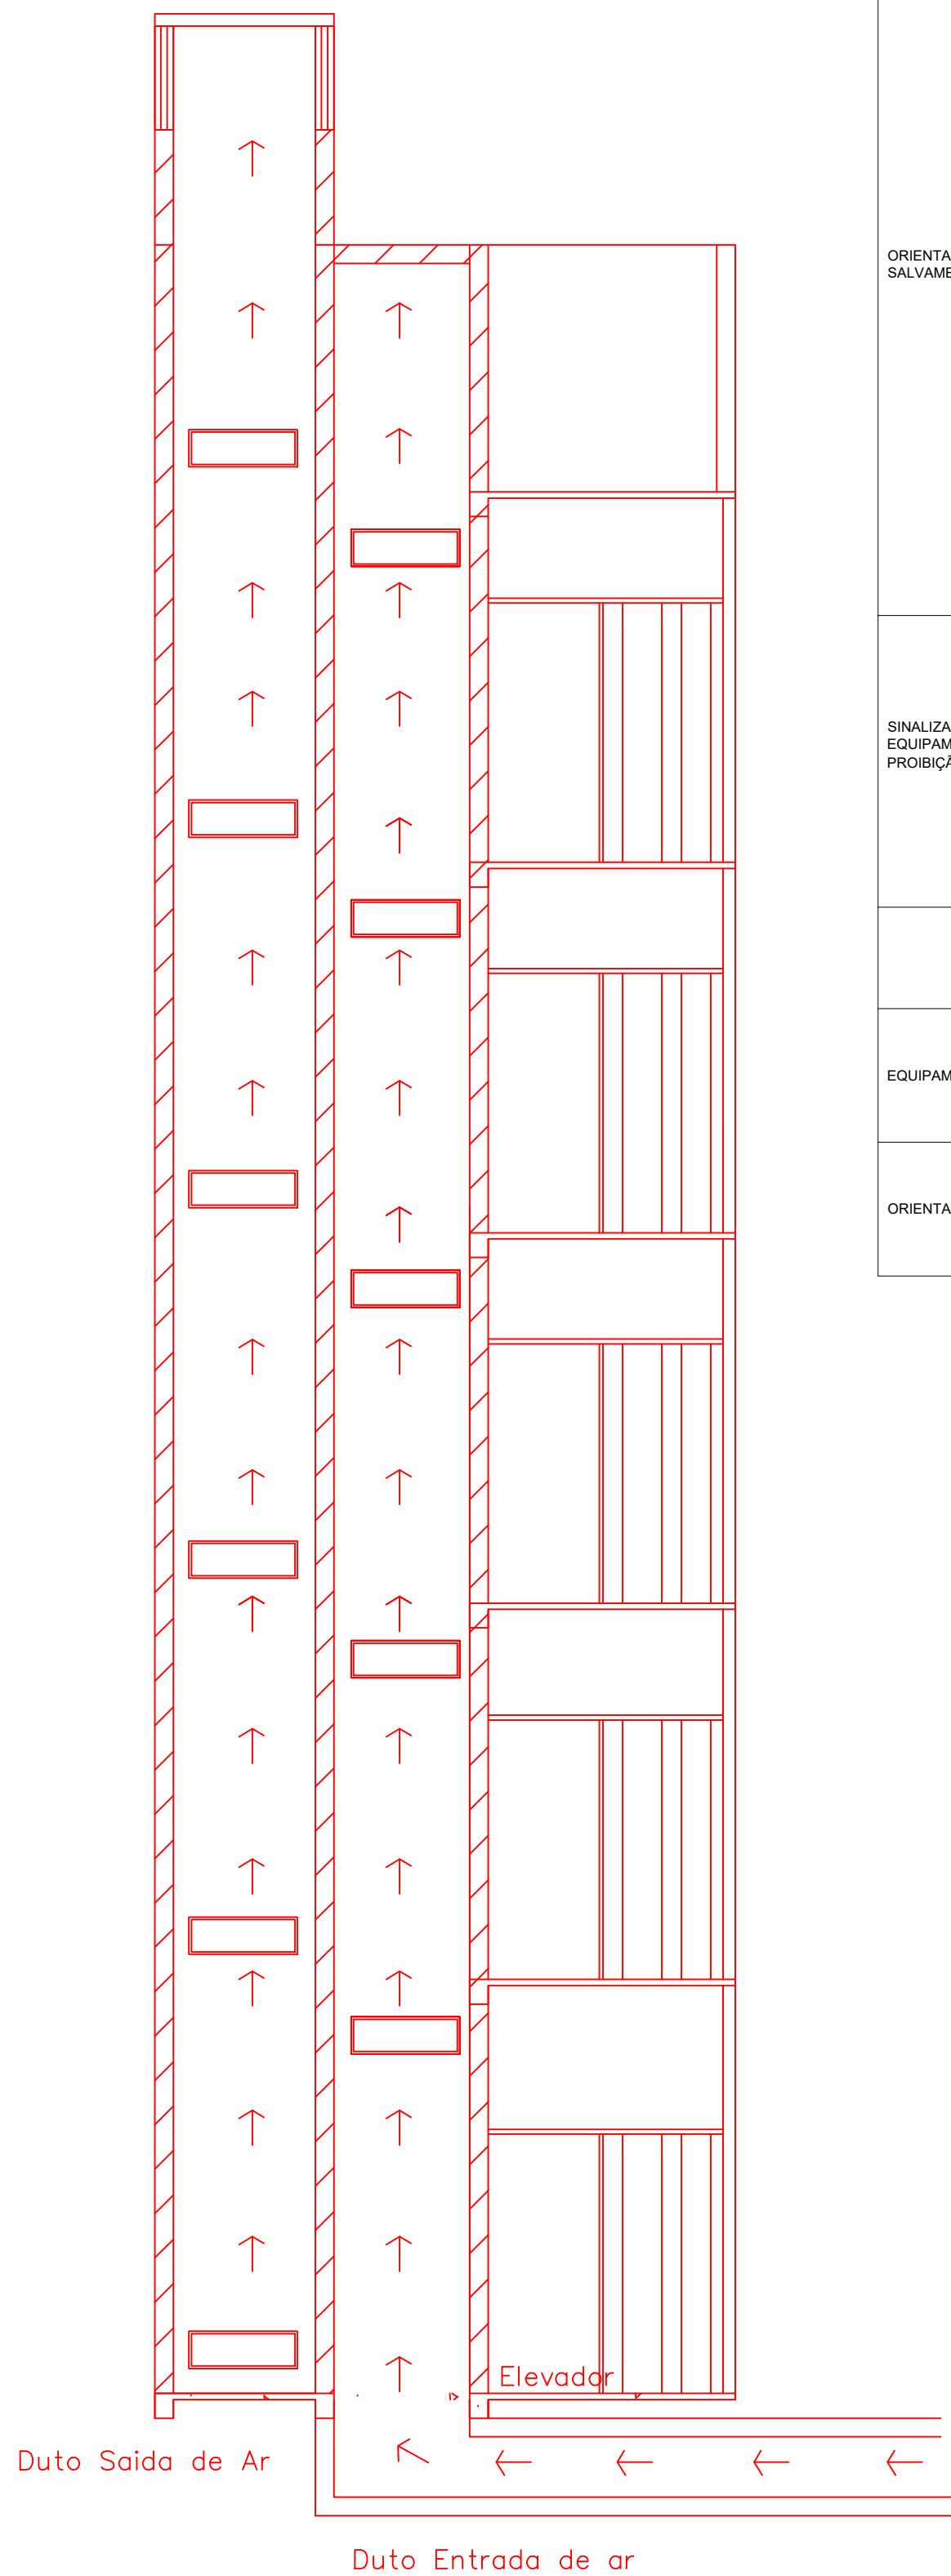 ORIENTA
SALVAME
SINALIZA
EQUIPAM
PROIBIÇÃ
EQUIPAM
ORIENTA
Elevador
Duto Saida de Ar
Duto Entrada de ar